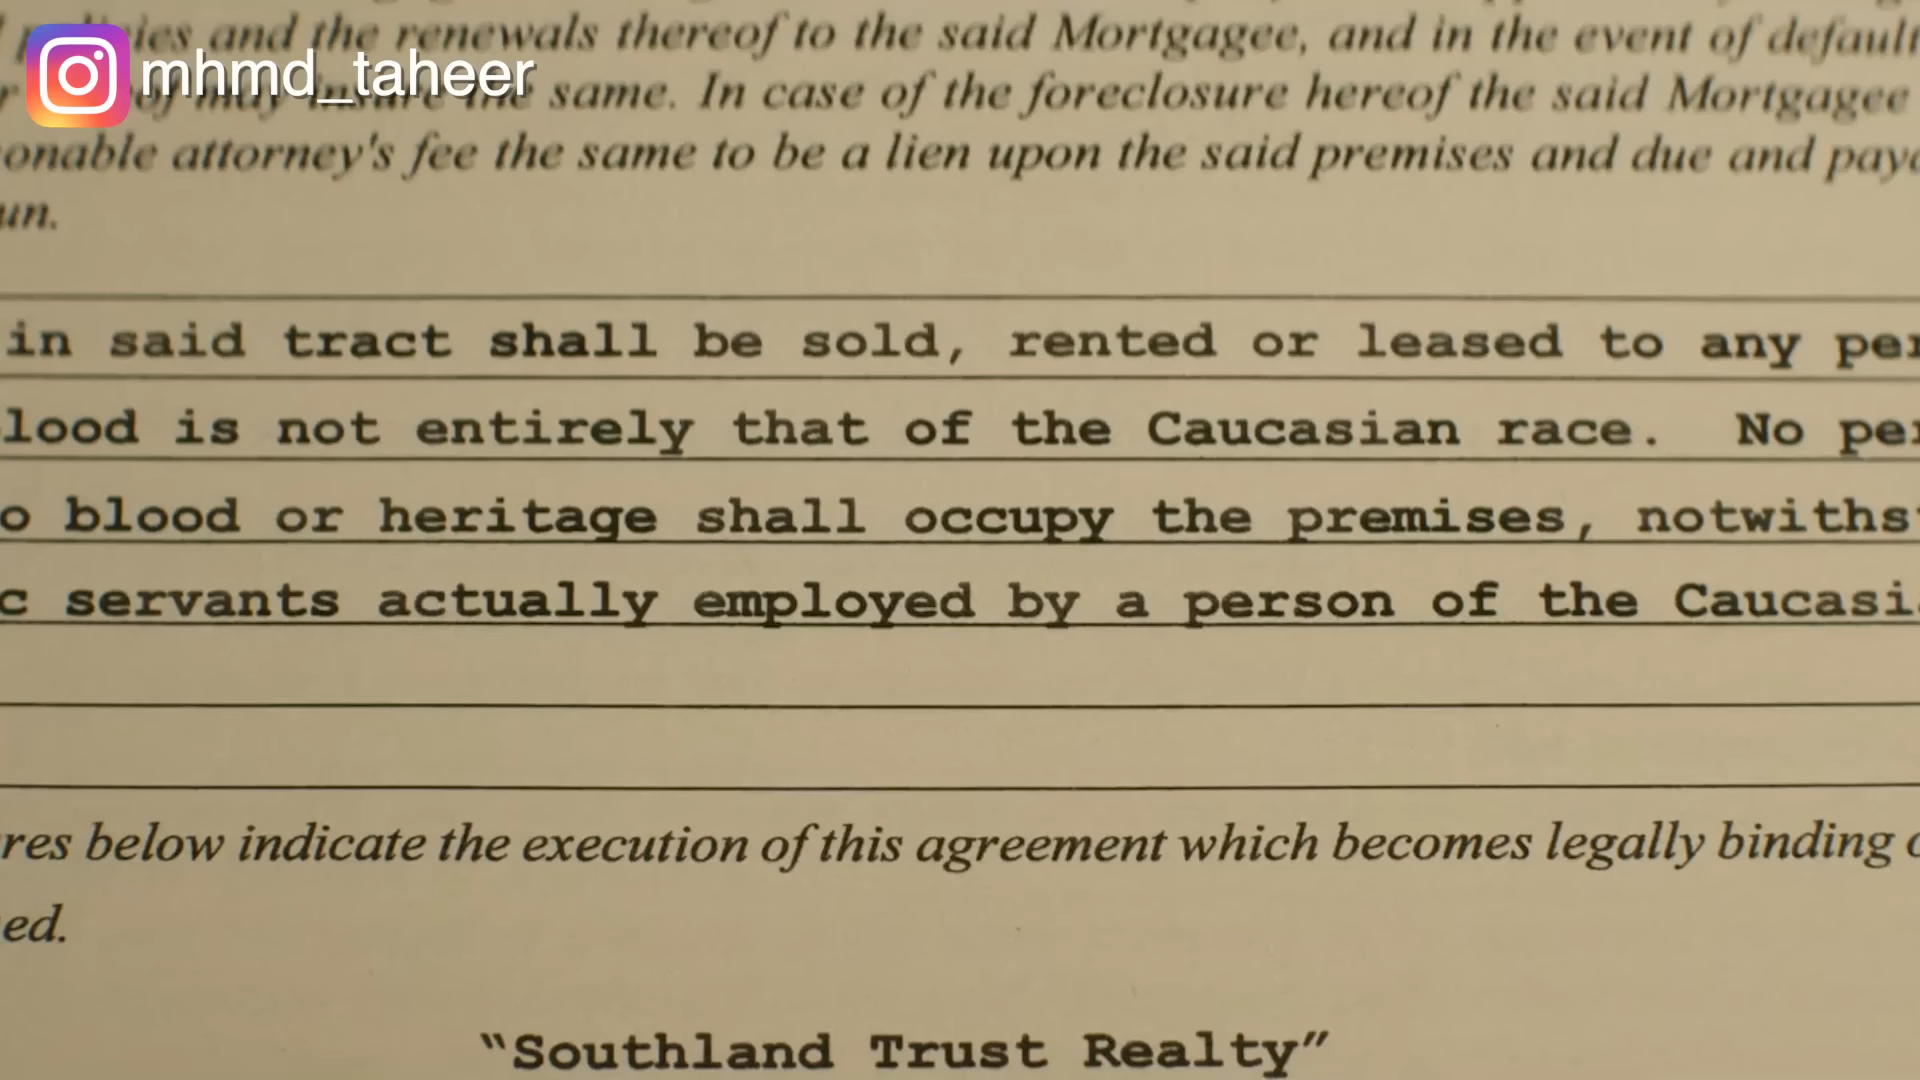 mhmd_taheer
and the renewals thereof to the said Mortgagee, and in the event of default
may insure the same. In case of the foreclosure hereof the said Mortgagee
onable attorney's fee the same to be a lien upon the said premises and due and paya
un.
in said tract shall be sold, rented or leased to any per
lood is not entirely that of the Caucasian race. No per
o blood or heritage shall occupy the premises, notwithst
c servants actually employed by a person of the Caucasia
res below indicate the execution of this agreement which becomes legally binding o
ed.
“Southland Trust Realty”